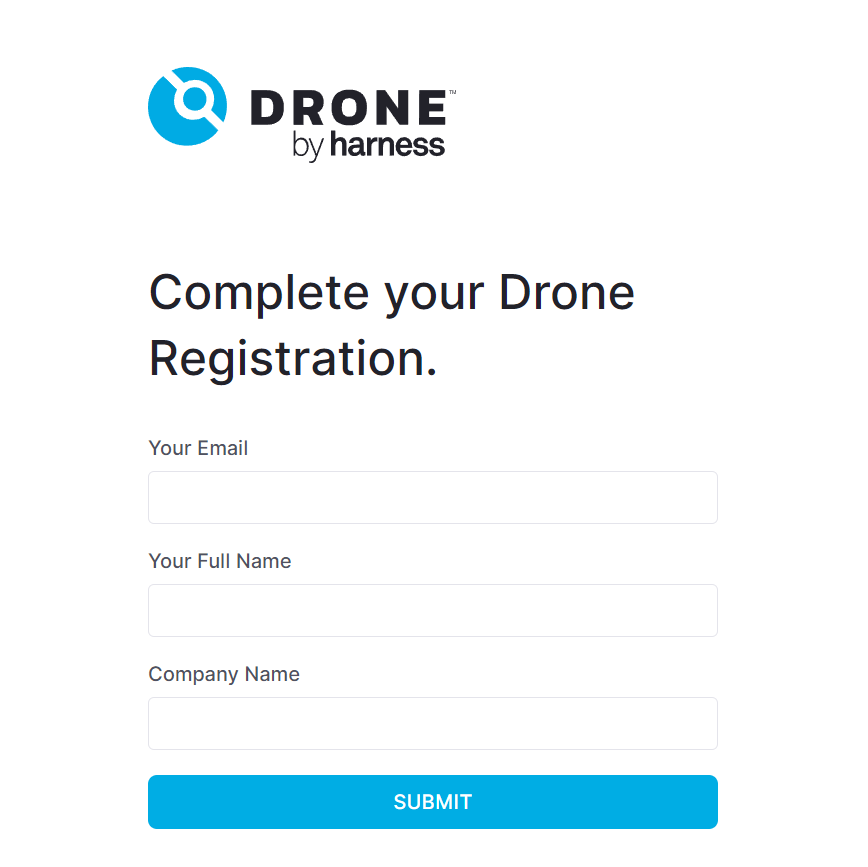 DRONE™
by harness
Complete your Drone
Registration.
Your Email
Your Full Name
Company Name
SUBMIT